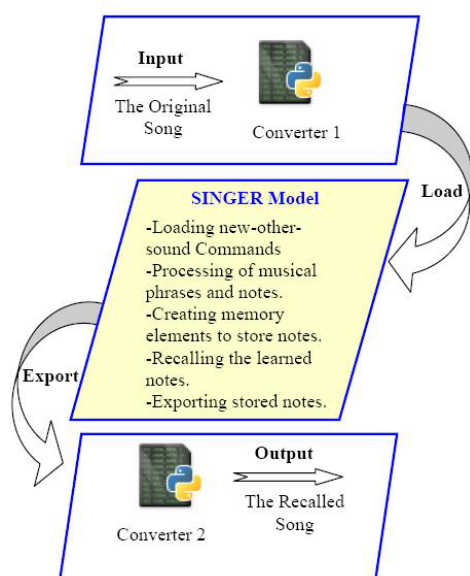 Input
The Original
Song
Converter 1
Load
SINGER Model
-Loading new-other-
sound Commands
-Processing of musical
phrases and notes.
-Creating memory
elements to store notes.
-Recalling the learned
notes.
-Exporting stored notes.
Export
Output
The Recalled
Song
Converter 2